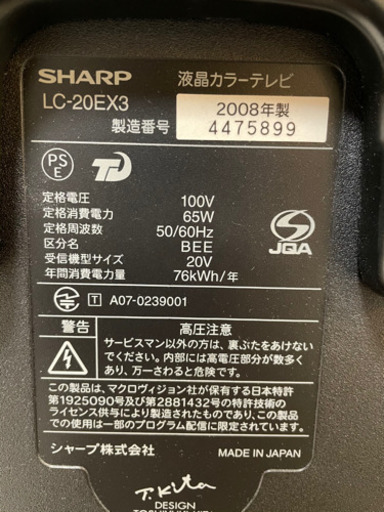 SHARP 液晶カラーテレビ
LC-20EX3 2008年製
製造番号 4475899
PS
E
定格電圧 100V
定格消費電力 65W
定格周波数 50/60Hz
区分名 BEE
受信機型サイズ 20V
年間消費電力量 76kWh/年
JQA
T A07-0239001
警告 高圧注意
サービスマン以外の方は、裏ぶたをあけない
でください。内部には高電圧部分が数多く
あり、万一さわると危険です。
この製品は、マクロヴィジョン社が保有する日本特許
第1925090号及び第2881432号の特許技術の
ライセンス供与により製造されたもので、この製品
での使用は一部のプログラム配信に限定されます。
シャープ株式会社 MADE IN JAPAN
T.Kita
DESIGN